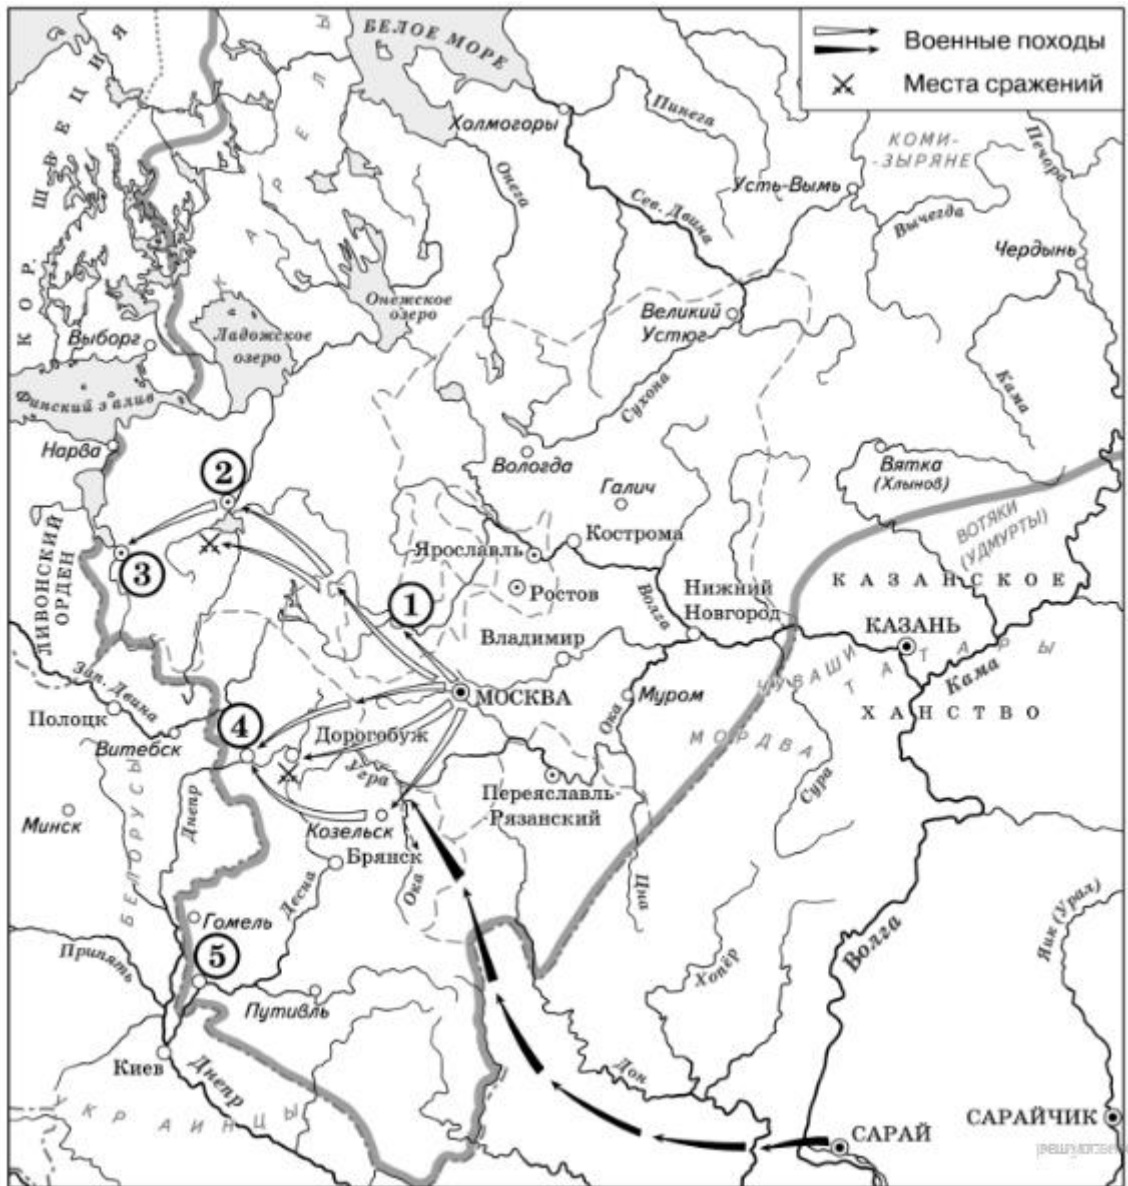 Военные походы
Места сражений
БЕЛОЕ МОРЕ
КОР. ШВЕЦИЯ
КАРЕЛЫ
Холмогоры
Пинега
КОМИ-
-ЗЫРЯНЕ
Печора
Онега
Усть-Вымь
Сев. Двина
Вычегда
Чердынь
Онежское
озеро
Великий
Устюг
Выборг
Ладожское
озеро
Финский залив
Сухона
Кама
Нарва
2
Вологда
Галич
Вятка
(Хлынов)
ВОТЯКИ
(УДМУРТЫ)
ЛИВОНСКИЙ
ОРДЕН
3
Ярославль
Кострома
Ростов
1
Волга
Нижний
Новгород
КАЗАНСКОЕ
Владимир
КАЗАНЬ
ТАТАРЫ
ЧУВАШИ
Кама
Зап. Двина
МОСКВА
Муром
Ока
ХАНСТВО
Полоцк
4
Дорогобуж
МОРДВА
Витебск
Угра
Сура
Переяславль-
Рязанский
Минск
БЕЛОРУСЫ
Днепр
Козельск
Брянск
Ока
Цна
Десна
Гомель
Волга
Яик (Урал)
Припять
5
Хопёр
Путивль
Киев
Днепр
Дон
УКРАИНЦЫ
САРАЙ
САРАЙЧИК